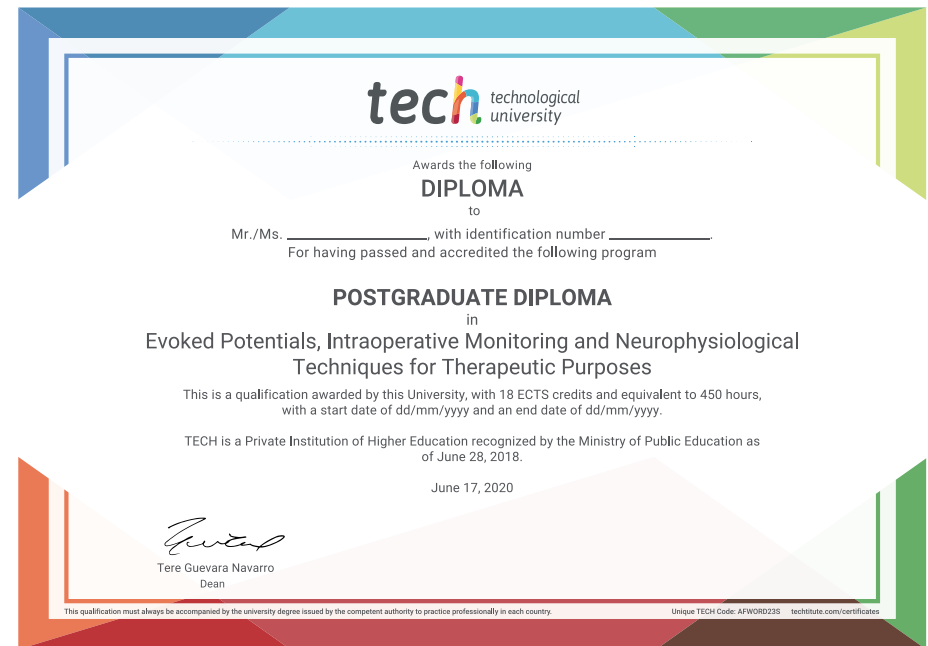 tech technological
university
Awards the following
DIPLOMA
to
Mr./Ms. ____________________, with identification number ______________.
For having passed and accredited the following program
POSTGRADUATE DIPLOMA
in
Evoked Potentials, Intraoperative Monitoring and Neurophysiological
Techniques for Therapeutic Purposes
This is a qualification awarded by this University, with 18 ECTS credits and equivalent to 450 hours,
with a start date of dd/mm/yyyy and an end date of dd/mm/yyyy.
TECH is a Private Institution of Higher Education recognized by the Ministry of Public Education as
of June 28, 2018.
June 17, 2020
Tere Guevara Navarro
Dean
This qualification must always be accompanied by the university degree issued by the competent authority to practice professionally in each country.
Unique TECH Code: AFWORD23S techtitute.com/certificates